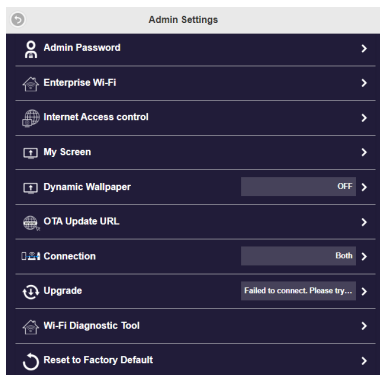 Admin Settings
Admin Password
Enterprise Wi-Fi
Internet Access control
My Screen
Dynamic Wallpaper OFF
OTA Update URL
Connection Both
Upgrade Failed to connect. Please try...
Wi-Fi Diagnostic Tool
Reset to Factory Default